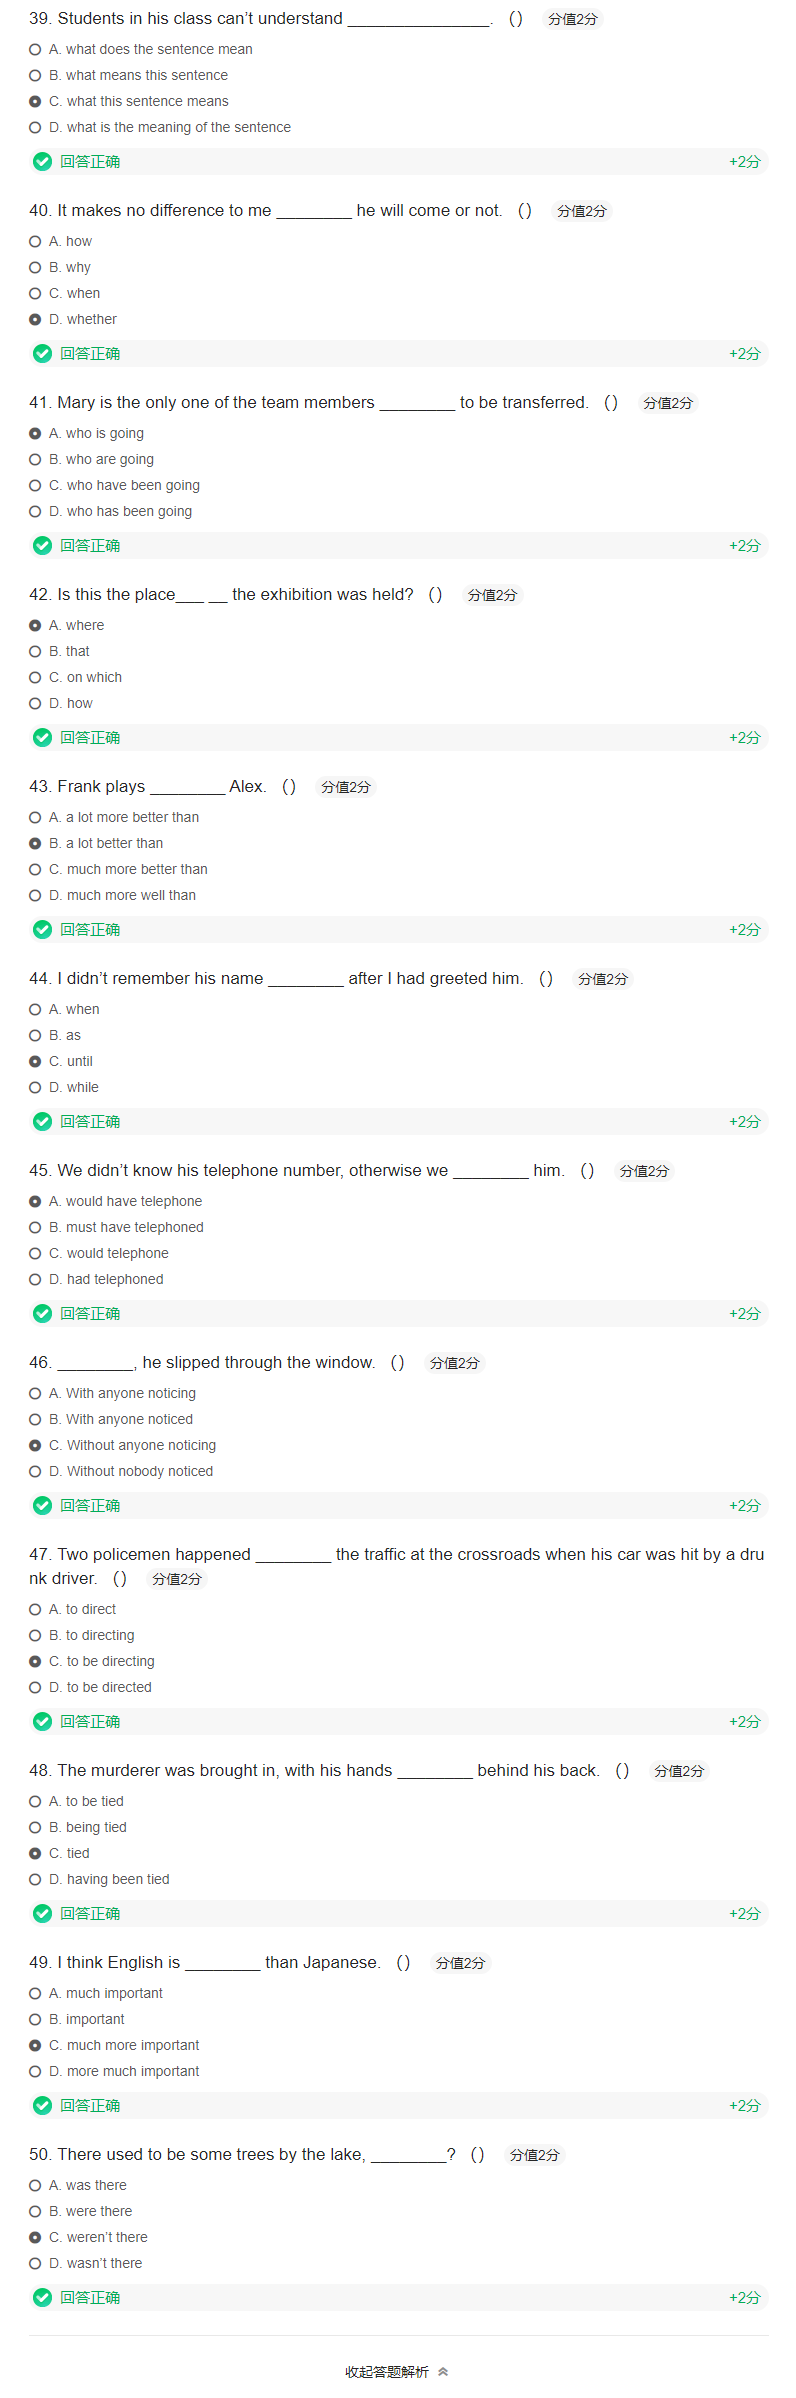 39. Students in his class can’t understand _______________. () 分值2分
A. what does the sentence mean
B. what means this sentence
C. what this sentence means
D. what is the meaning of the sentence
回答正确 +2分
40. It makes no difference to me ________ he will come or not. () 分值2分
A. how
B. why
C. when
D. whether
回答正确 +2分
41. Mary is the only one of the team members ________ to be transferred. () 分值2分
A. who is going
B. who are going
C. who have been going
D. who has been going
回答正确 +2分
42. Is this the place___ __ the exhibition was held? () 分值2分
A. where
B. that
C. on which
D. how
回答正确 +2分
43. Frank plays ________ Alex. () 分值2分
A. a lot more better than
B. a lot better than
C. much more better than
D. much more well than
回答正确 +2分
44. I didn’t remember his name ________ after I had greeted him. () 分值2分
A. when
B. as
C. until
D. while
回答正确 +2分
45. We didn’t know his telephone number, otherwise we ________ him. () 分值2分
A. would have telephone
B. must have telephoned
C. would telephone
D. had telephoned
回答正确 +2分
46. ________, he slipped through the window. () 分值2分
A. With anyone noticing
B. With anyone noticed
C. Without anyone noticing
D. Without nobody noticed
回答正确 +2分
47. Two policemen happened ________ the traffic at the crossroads when his car was hit by a dru
nk driver. () 分值2分
A. to direct
B. to directing
C. to be directing
D. to be directed
回答正确 +2分
48. The murderer was brought in, with his hands ________ behind his back. () 分值2分
A. to be tied
B. being tied
C. tied
D. having been tied
回答正确 +2分
49. I think English is ________ than Japanese. () 分值2分
A. much important
B. important
C. much more important
D. more much important
回答正确 +2分
50. There used to be some trees by the lake, ________? () 分值2分
A. was there
B. were there
C. weren’t there
D. wasn’t there
回答正确 +2分
收起答题解析